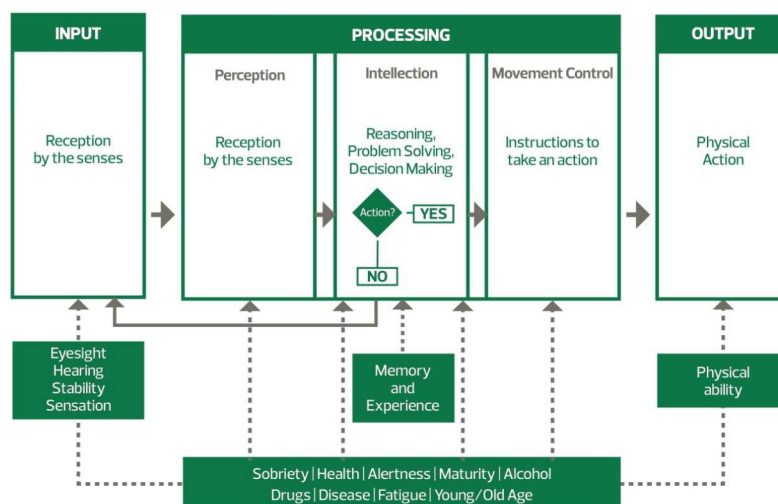 INPUT
PROCESSING
OUTPUT
Perception
Intellection
Movement Control
Reception
by the senses
Reception
by the senses
Reasoning,
Problem Solving,
Decision Making
Instructions to
take an action
Physical
Action
Action?
YES
NO
Eyesight
Hearing
Stability
Sensation
Memory
and
Experience
Physical
ability
Sobriety | Health | Alertness | Maturity | Alcohol
Drugs | Disease | Fatigue | Young/Old Age